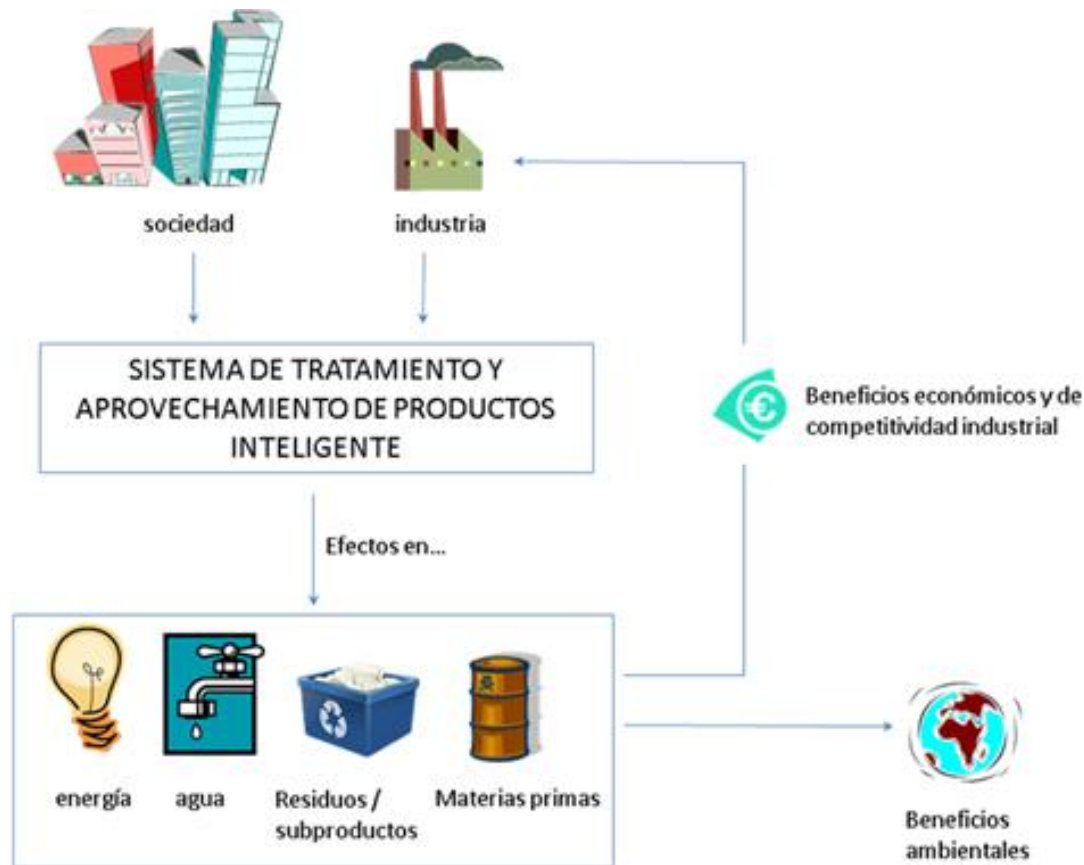 sociedad
industria
SISTEMA DE TRATAMIENTO Y
APROVECHAMIENTO DE PRODUCTOS
INTELIGENTE
Beneficios económicos y de
competitividad industrial
Efectos en...
energía
agua
Residuos /
subproductos
Materias primas
Beneficios
ambientales